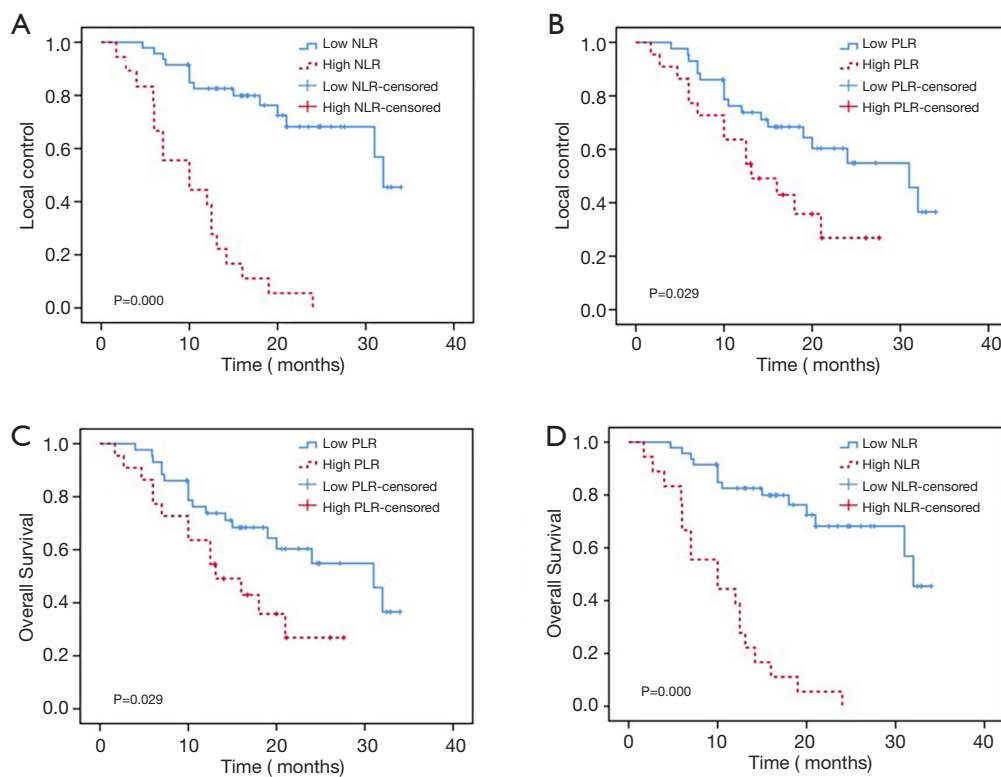 A
Local control
1.0
0.8
0.6
0.4
0.2
0.0
Low NLR
High NLR
Low NLR-censored
High NLR-censored
P=0.000
0 10 20 30 40
Time ( months)
B
Local control
1.0
0.8
0.6
0.4
0.2
0.0
Low PLR
High PLR
Low PLR-censored
High PLR-censored
P=0.029
0 10 20 30 40
Time ( months)
C
Overall Survival
1.0
0.8
0.6
0.4
0.2
0.0
Low PLR
High PLR
Low PLR-censored
High PLR-censored
P=0.029
0 10 20 30 40
Time ( months)
D
Overall Survival
1.0
0.8
0.6
0.4
0.2
0.0
Low NLR
High NLR
Low NLR-censored
High NLR-censored
P=0.000
0 10 20 30 40
Time ( months)